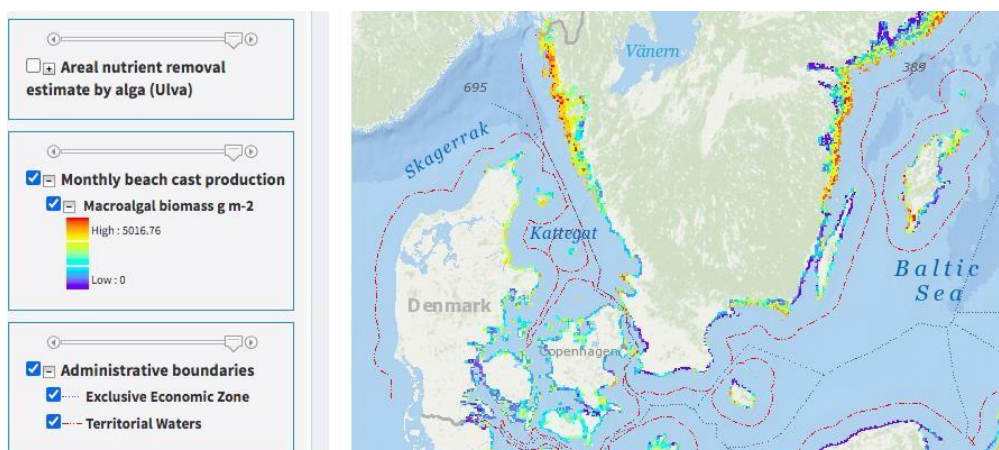 Areal nutrient removal
estimate by alga (Ulva)
Monthly beach cast production
Macroalgal biomass g m-2
High : 5016.76
Low : 0
Administrative boundaries
Exclusive Economic Zone
Territorial Waters
Vänern
389
695
Skagerrak
Kattegat
Baltic
Sea
Denmark
Copenhagen